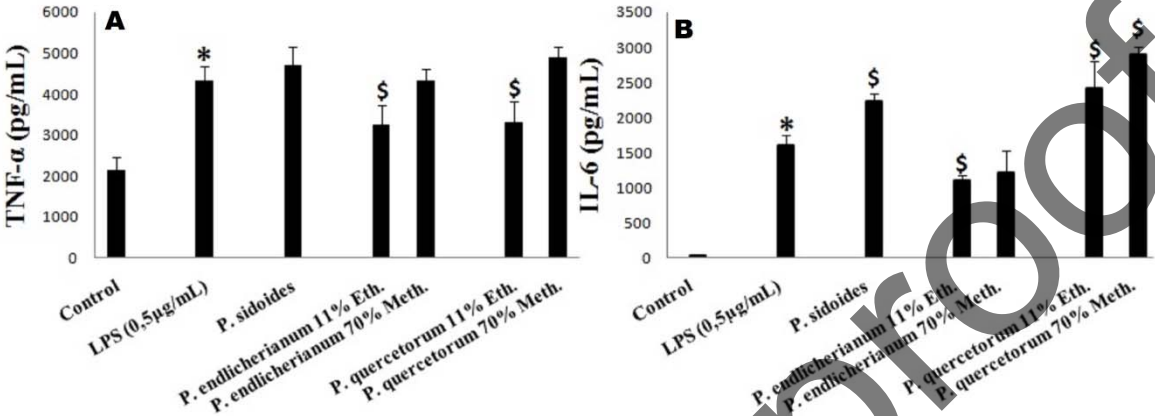 A
TNF-α (pg/mL)
6000
5000
4000
3000
2000
1000
0
*
$
$
Control
LPS (0,5µg/mL)
P. sidoides
P. endlicherianum 11% Eth.
P. endlicherianum 70% Meth.
P. quercetorum 11% Eth.
P. quercetorum 70% Meth.
B
IL-6 (pg/mL)
3500
3000
2500
2000
1500
1000
500
0
*
$
$
$
$
Control
LPS (0,5µg/mL)
P. sidoides
P. endlicherianum 11% Eth.
P. endlicherianum 70% Meth.
P. quercetorum 11% Eth.
P. quercetorum 70% Meth.
proof